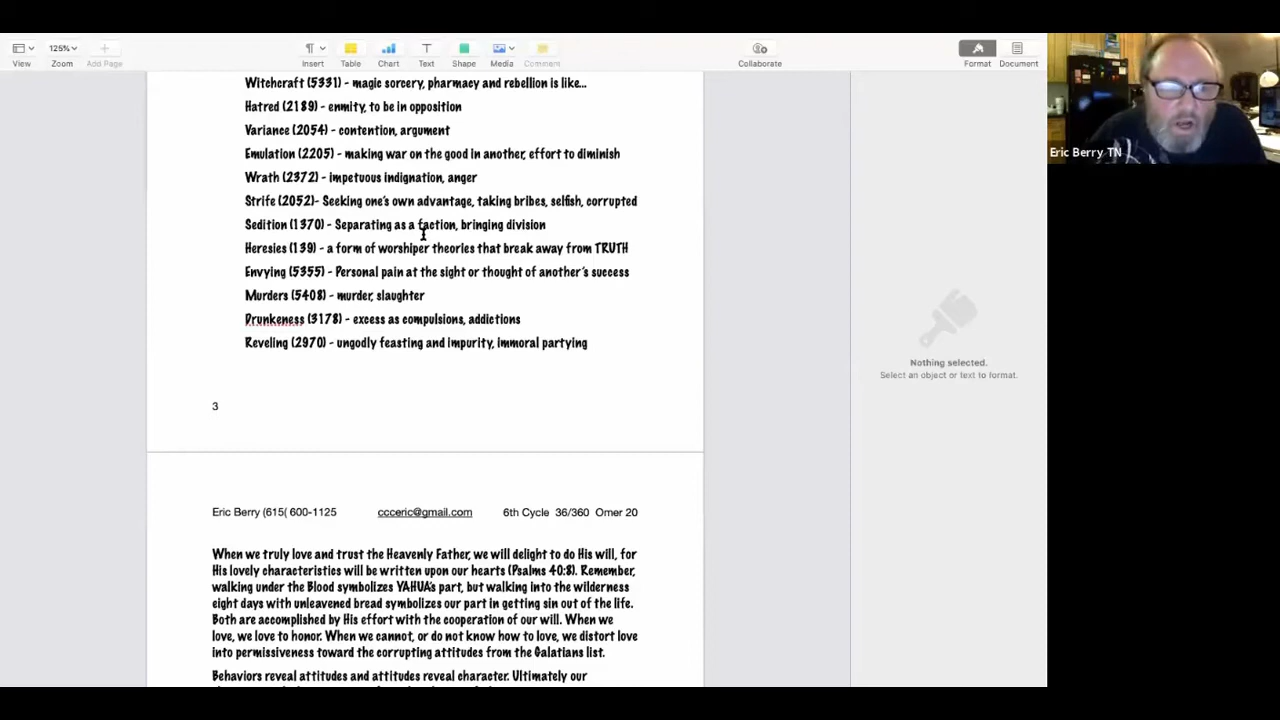 125%
View
Zoom
Add Page
Insert
Table
Chart
Text
Shape
Media
Comment
Collaborate
Format
Document
Witchcraft (5331) - magic sorcery, pharmacy and rebellion is like...
Hatred (2189) - enmity, to be in opposition
Variance (2054) - contention, argument
Emulation (2205) - making war on the good in another, effort to diminish
Wrath (2372) - impetuous indignation, anger
Strife (2052)- Seeking one's own advantage, taking bribes, selfish, corrupted
Sedition (1370) - Separating as a faction, bringing division
Heresies (139) - a form of worshiper theories that break away from TRUTH
Envying (5355) - Personal pain at the sight or thought of another's success
Murders (5408) - murder, slaughter
Drunkeness (3178) - excess as compulsions, addictions
Reveling (2970) - ungodly feasting and impurity, immoral partying
3
Eric Berry (615( 600-1125 ccceric@gmail.com 6th Cycle 36/360 Omer 20
When we truly love and trust the Heavenly Father, we will delight to do His will, for
His lovely characteristics will be written upon our hearts (Psalms 40:8). Remember,
walking under the Blood symbolizes YAHUA's part, but walking into the wilderness
eight days with unleavened bread symbolizes our part in getting sin out of the life.
Both are accomplished by His effort with the cooperation of our will. When we
love, we love to honor. When we cannot, or do not know how to love, we distort love
into permissiveness toward the corrupting attitudes from the Galatians list.
Behaviors reveal attitudes and attitudes reveal character. Ultimately our
Nothing selected.
Select an object or text to format.
Eric Berry TN